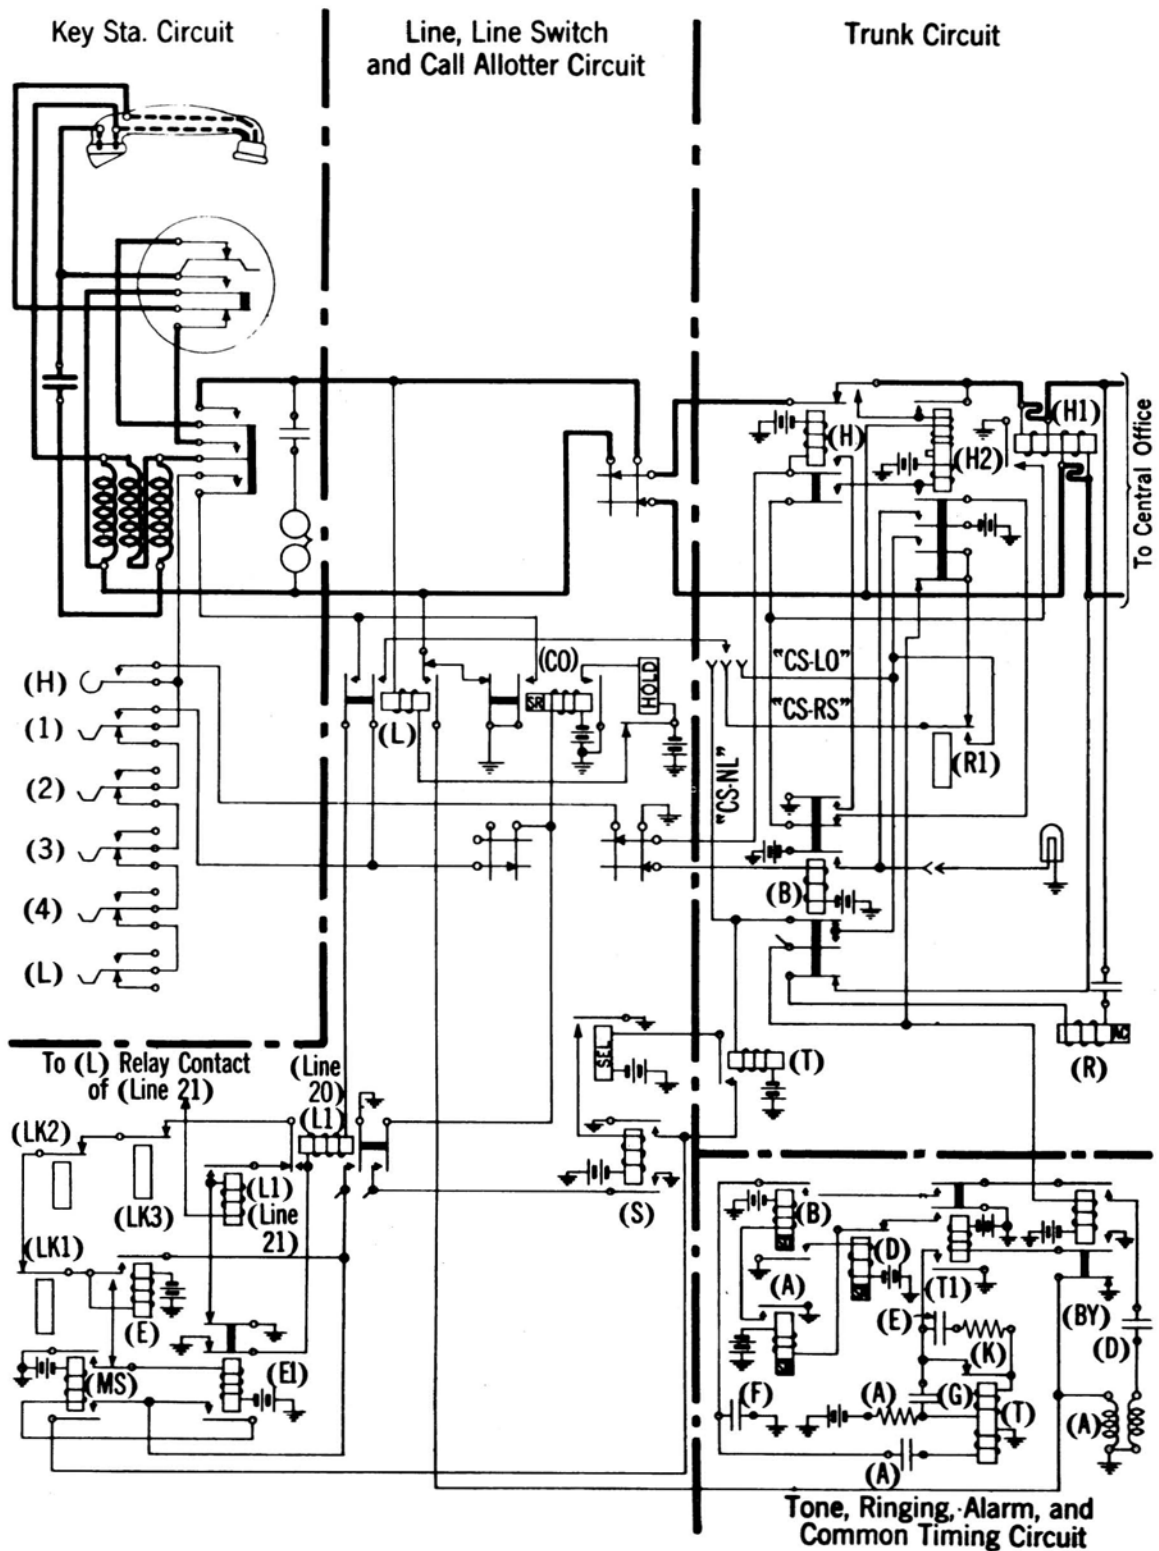 Key Sta. Circuit
Line, Line Switch
and Call Allotter Circuit
Trunk Circuit
(H1)
(H)
(H2)
To Central Office
(CO)
HOLD
"CS-LO"
(H)
SR
"CS-RS"
(1)
(L)
"CS-NL"
(R1)
(2)
(3)
(B)
(4)
(L)
To (L) Relay Contact
of (Line 21)
(Line
20)
(L1)
SEL
(T)
AC
(R)
(LK2)
(L1)
(Line
21)
(LK3)
(S)
(B)
(LK1)
(D)
(A)
(T1)
(E)
(E)
(BY)
(D)
(K)
(MS)
(E1)
(F)
(A)
(G)
(T)
(A)
(A)
Tone, Ringing, Alarm, and
Common Timing Circuit